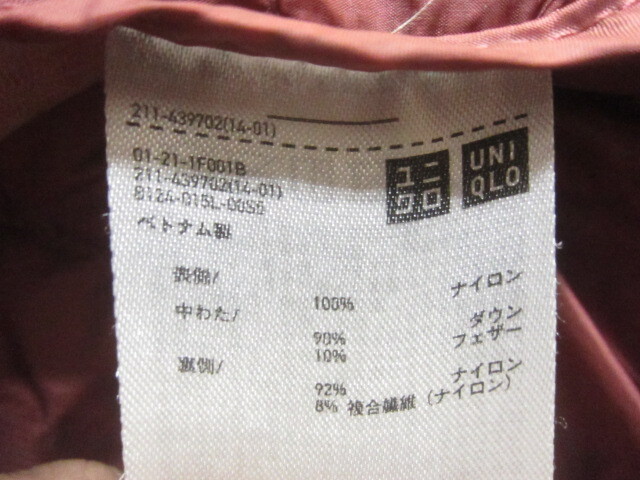 211-439702(14-01)
01-21-1F001B
211-439702(14-01)
8124-015L-00S6
ベトナム製
ユニ
クロ
UNI
QLO
表側/
100% ナイロン
中わた/
90% ダウン
10% フェザー
裏側/
92% ナイロン
8% 複合繊維(ナイロン)